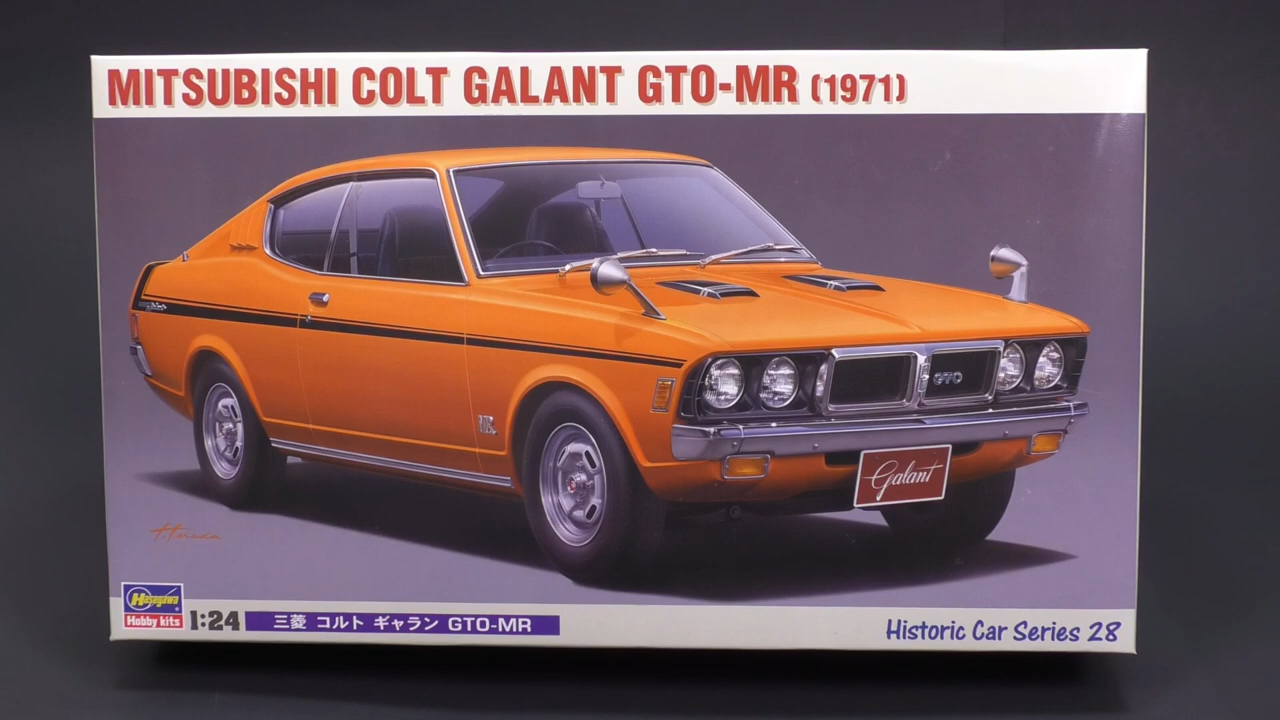 MITSUBISHI COLT GALANT GTO-MR (1971)
GTO
Galant
Hasegawa
Hobby kits
1:24
三菱 コルト ギャラン GTO-MR
Historic Car Series 28